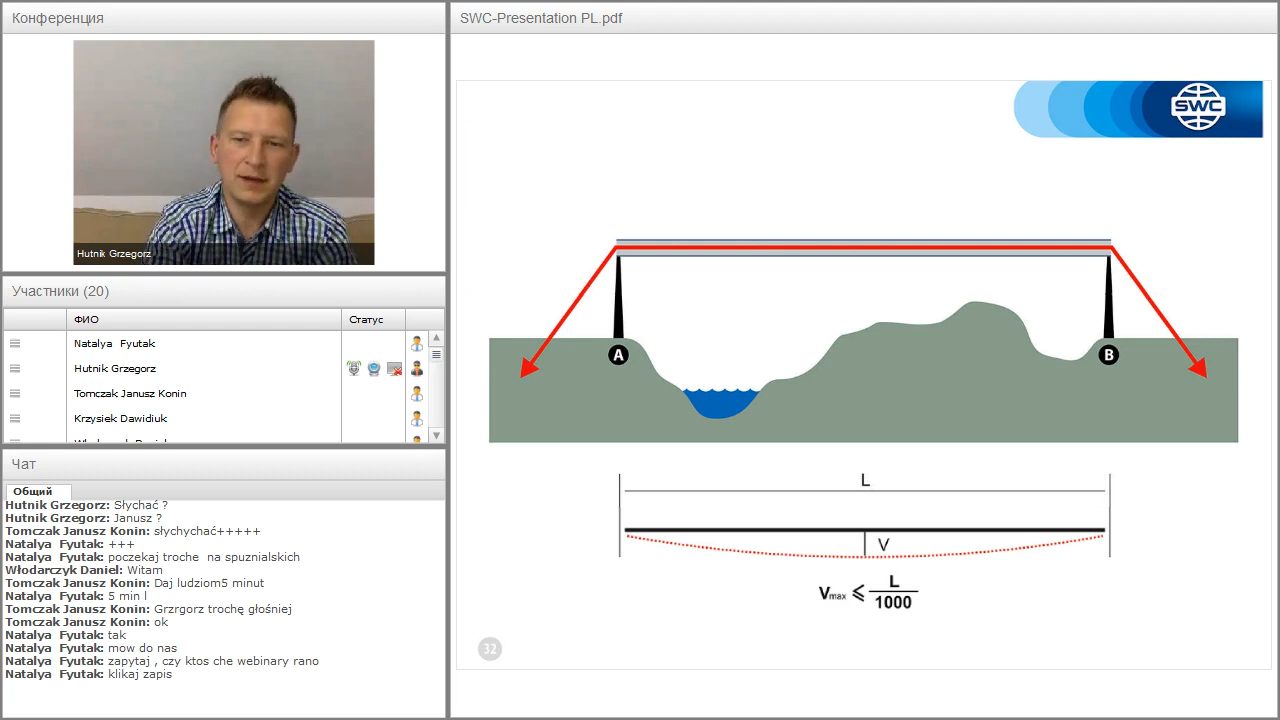 Конференция
Hutnik Grzegorz
Участники (20)
ФИО
Статус
Natalya Fyutak
Hutnik Grzegorz
Tomczak Janusz Konin
Krzysiek Dawidiuk
Чат
Общий
Hutnik Grzegorz: Słychać ?
Hutnik Grzegorz: Janusz ?
Tomczak Janusz Konin: słychychać+++++
Natalya Fyutak: +++
Natalya Fyutak: poczekaj troche na spuznialskich
Włodarczyk Daniel: Witam
Tomczak Janusz Konin: Daj ludziom5 minut
Natalya Fyutak: 5 min l
Tomczak Janusz Konin: Grzrgorz trochę głośniej
Tomczak Janusz Konin: ok
Natalya Fyutak: tak
Natalya Fyutak: mow do nas
Natalya Fyutak: zapytaj , czy ktos che webinary rano
Natalya Fyutak: klikaj zapis
SWC-Presentation PL.pdf
SWC
A
B
L
V
Vmax ⩽ L
1000
32